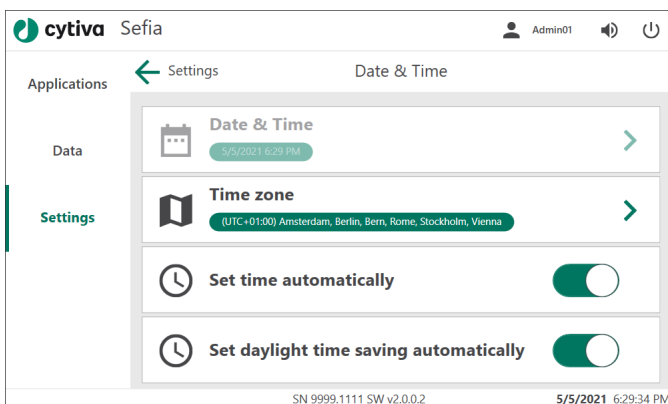 cytiva Sefia Admin01
Applications
Data
Settings
Settings Date & Time
Date & Time
5/5/2021 6:29 PM
Time zone
(UTC+01:00) Amsterdam, Berlin, Bern, Rome, Stockholm, Vienna
Set time automatically
Set daylight time saving automatically
SN 9999.1111 SW v2.0.0.2 5/5/2021 6:29:34 PM